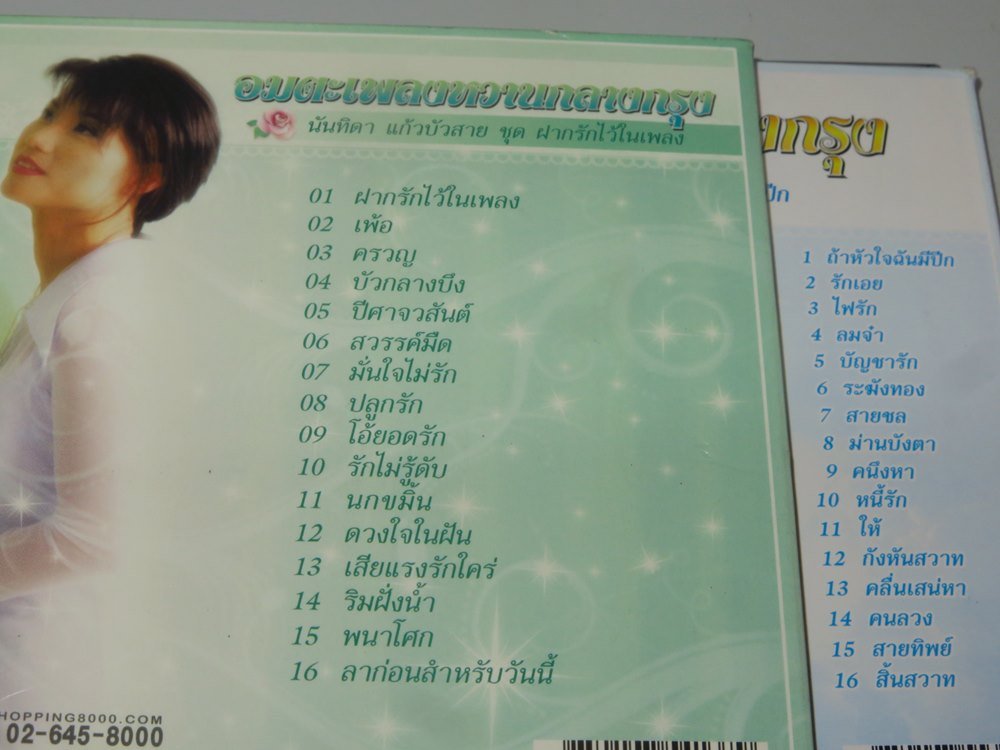 อมตะเพลงหวานกลางกรุง
นันทิดา แก้วบัวสาย ชุด ฝากรักไว้ในเพลง
01 ฝากรักไว้ในเพลง
02 เพ้อ
03 ครวญ
04 บัวกลางบึง
05 ปีศาจวสันต์
06 สวรรค์มืด
07 มั่นใจไม่รัก
08 ปลูกรัก
09 โอ้ยอดรัก
10 รักไม่รู้ดับ
11 นกขมิ้น
12 ดวงใจในฝัน
13 เสียแรงรักใคร่
14 ริมฝั่งน้ำ
15 พนาโศก
16 ลาก่อนสำหรับวันนี้
HOPPING8000.COM
02-645-8000
งกรุง
ปีก
1 ถ้าหัวใจฉันมีปีก
2 รักเอย
3 ไฟรัก
4 ลมจ๋า
5 บัญชารัก
6 ระฆังทอง
7 สายชล
8 ม่านบังตา
9 คนึงหา
10 หนี้รัก
11 ให้
12 กังหันสวาท
13 คลื่นเสน่หา
14 คนลวง
15 สายทิพย์
16 สิ้นสวาท